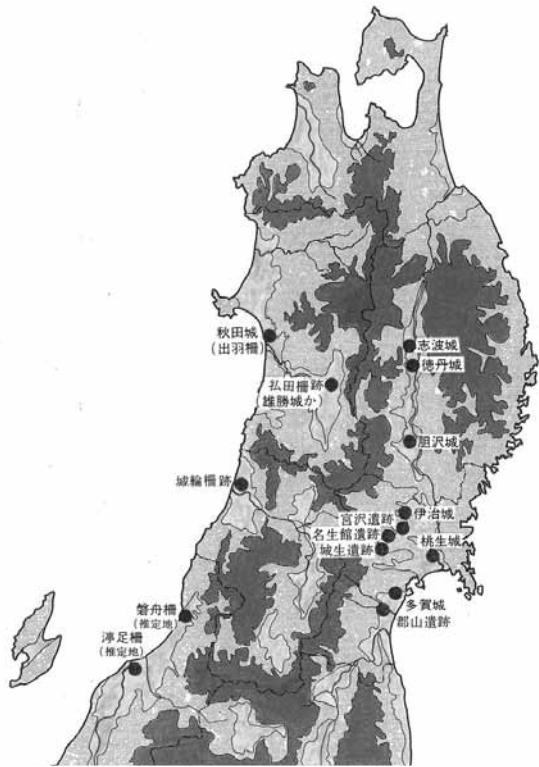 秋田城
(出羽柵)
志波城
徳丹城
払田柵跡
(雄勝城か)
胆沢城
城輪柵跡
伊治城
宮沢遺跡
名生館遺跡
城生遺跡
桃生城
多賀城
郡山遺跡
磐舟柵
(推定地)
渟足柵
(推定地)